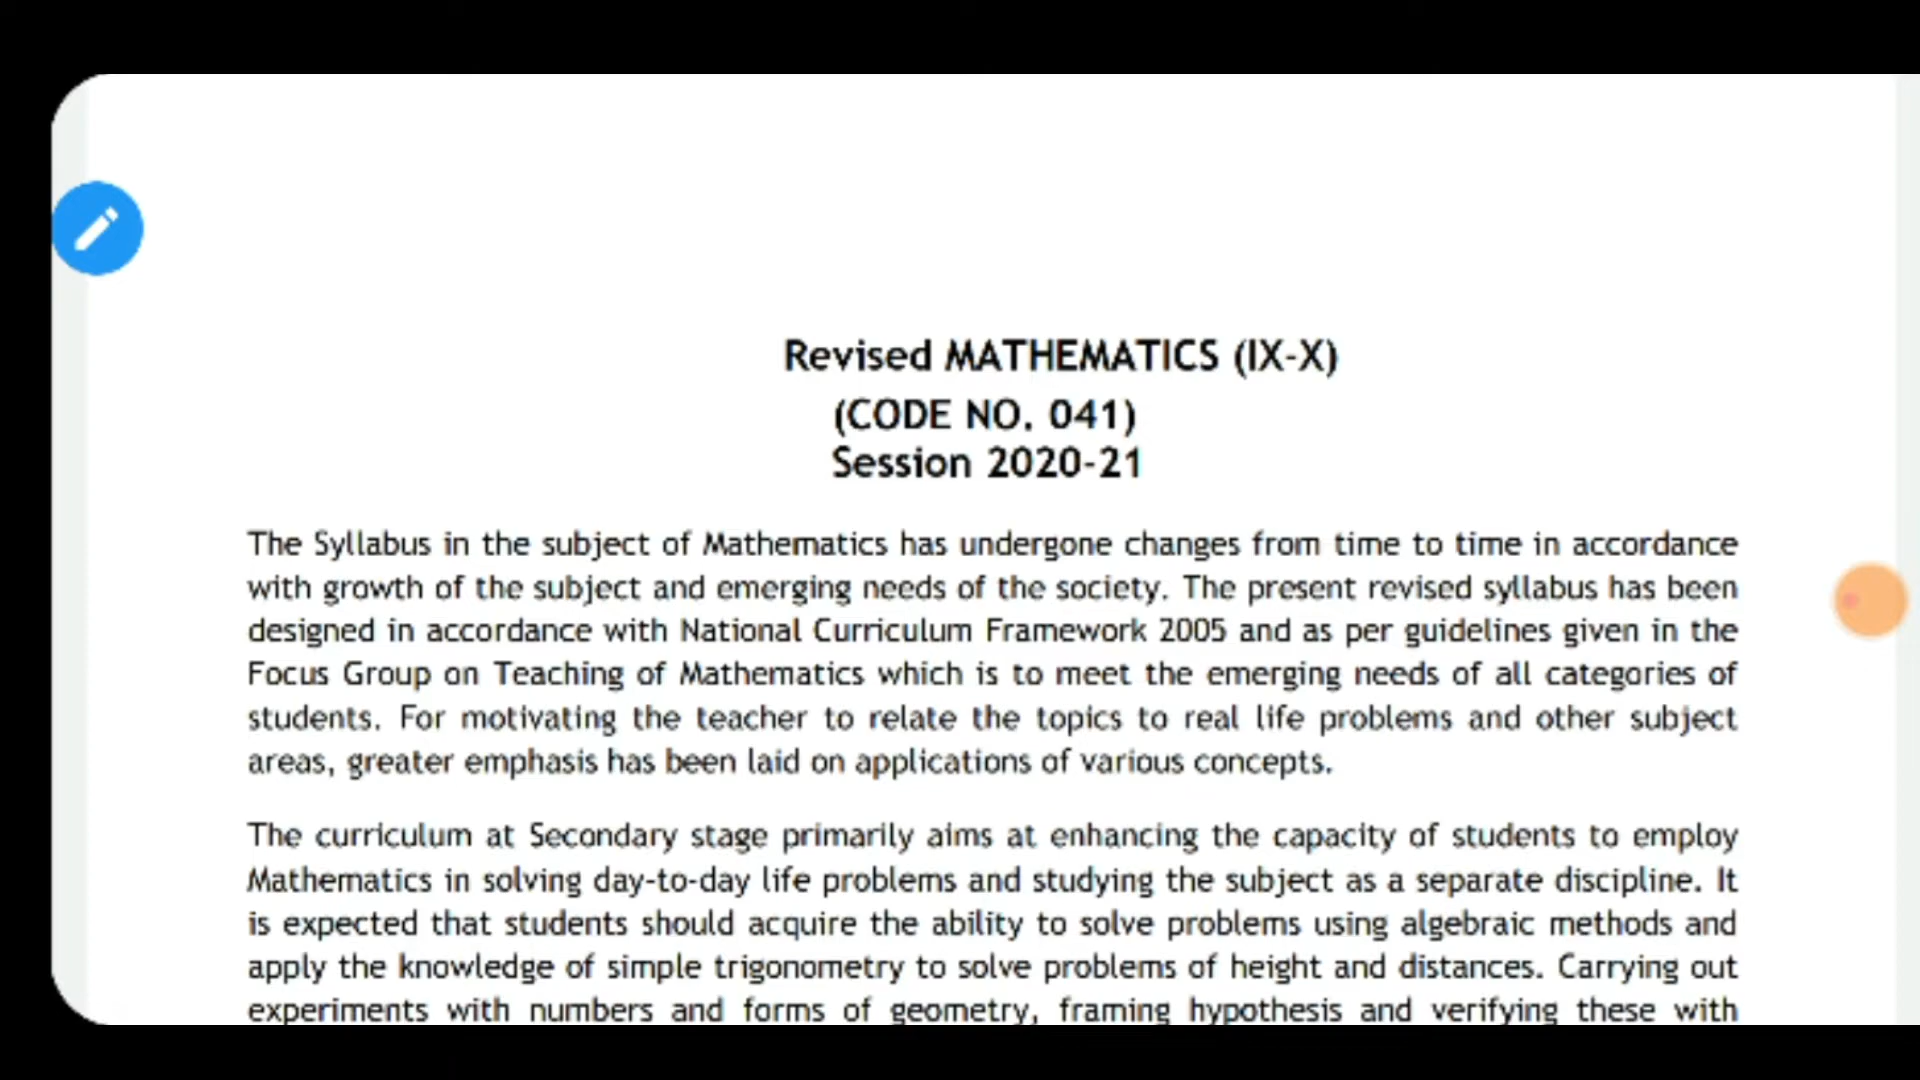 Revised MATHEMATICS (IX-X)
(CODE NO. 041)
Session 2020-21
The Syllabus in the subject of Mathematics has undergone changes from time to time in accordance
with growth of the subject and emerging needs of the society. The present revised syllabus has been
designed in accordance with National Curriculum Framework 2005 and as per guidelines given in the
Focus Group on Teaching of Mathematics which is to meet the emerging needs of all categories of
students. For motivating the teacher to relate the topics to real life problems and other subject
areas, greater emphasis has been laid on applications of various concepts.
The curriculum at Secondary stage primarily aims at enhancing the capacity of students to employ
Mathematics in solving day-to-day life problems and studying the subject as a separate discipline. It
is expected that students should acquire the ability to solve problems using algebraic methods and
apply the knowledge of simple trigonometry to solve problems of height and distances. Carrying out
experiments with numbers and forms of geometry, framing hypothesis and verifying these with